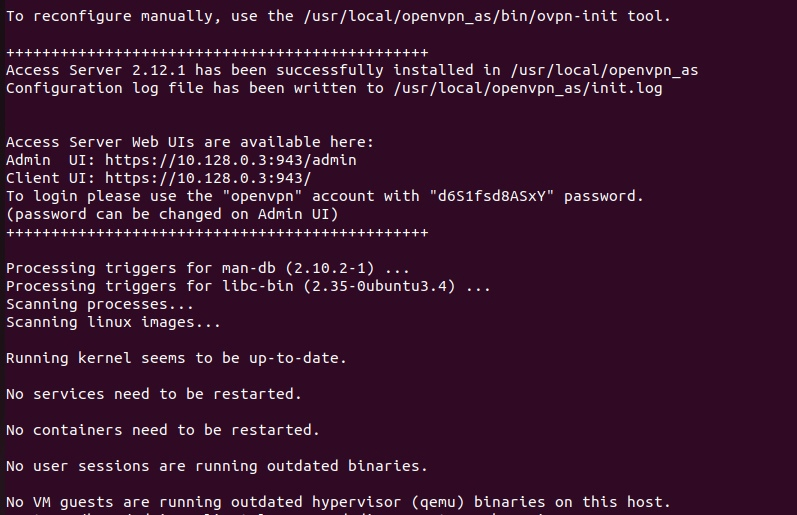 To reconfigure manually, use the /usr/local/openvpn_as/bin/ovpn-init tool.
+++++++++++++++++++++++++++++++++++++++++++++++
Access Server 2.12.1 has been successfully installed in /usr/local/openvpn_as
Configuration log file has been written to /usr/local/openvpn_as/init.log
Access Server Web UIs are available here:
Admin  UI: https://10.128.0.3:943/admin
Client UI: https://10.128.0.3:943/
To login please use the "openvpn" account with "d6S1fsd8ASxY" password.
(password can be changed on Admin UI)
+++++++++++++++++++++++++++++++++++++++++++++++
Processing triggers for man-db (2.10.2-1) ...
Processing triggers for libc-bin (2.35-0ubuntu3.4) ...
Scanning processes...
Scanning linux images...
Running kernel seems to be up-to-date.
No services need to be restarted.
No containers need to be restarted.
No user sessions are running outdated binaries.
No VM guests are running outdated hypervisor (qemu) binaries on this host.